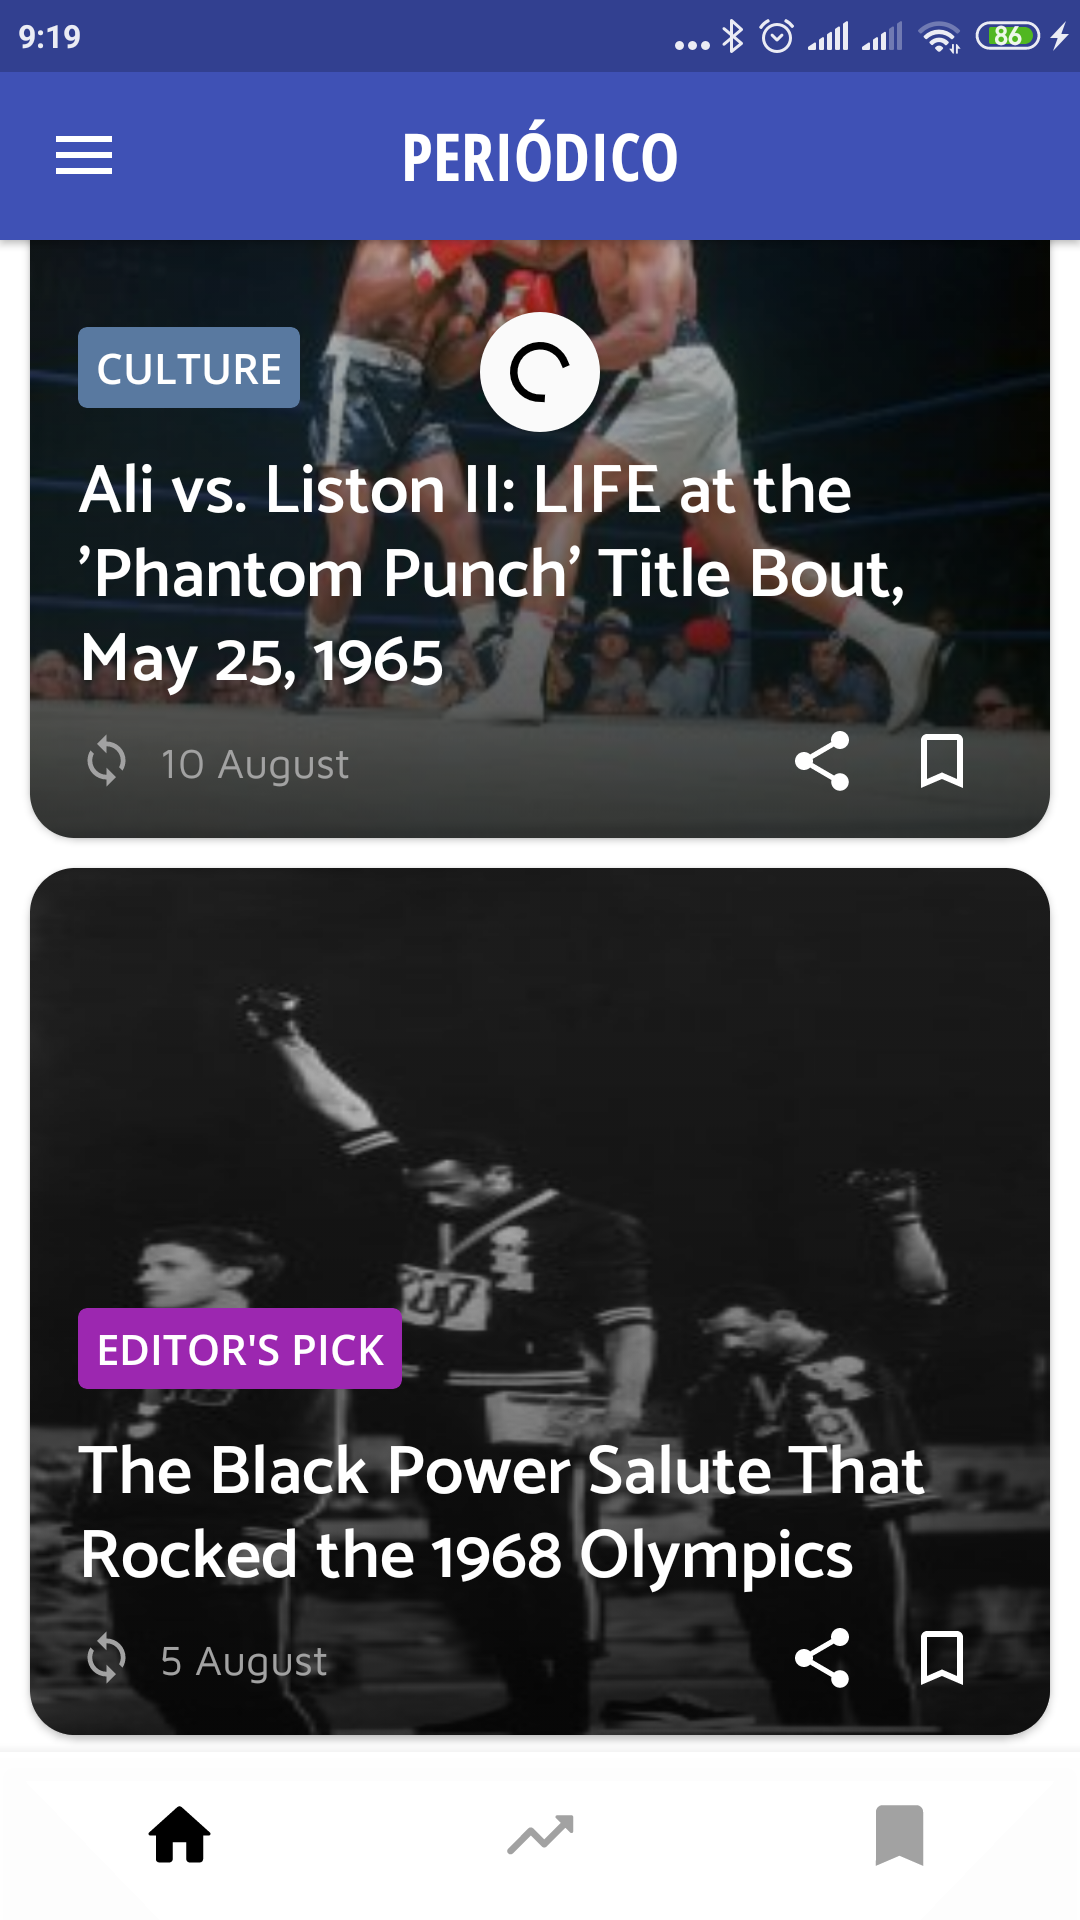 9:19
86
PERIÓDICO
CULTURE
Ali vs. Liston II: LIFE at the
'Phantom Punch' Title Bout,
May 25, 1965
10 August
EDITOR'S PICK
The Black Power Salute That
Rocked the 1968 Olympics
5 August